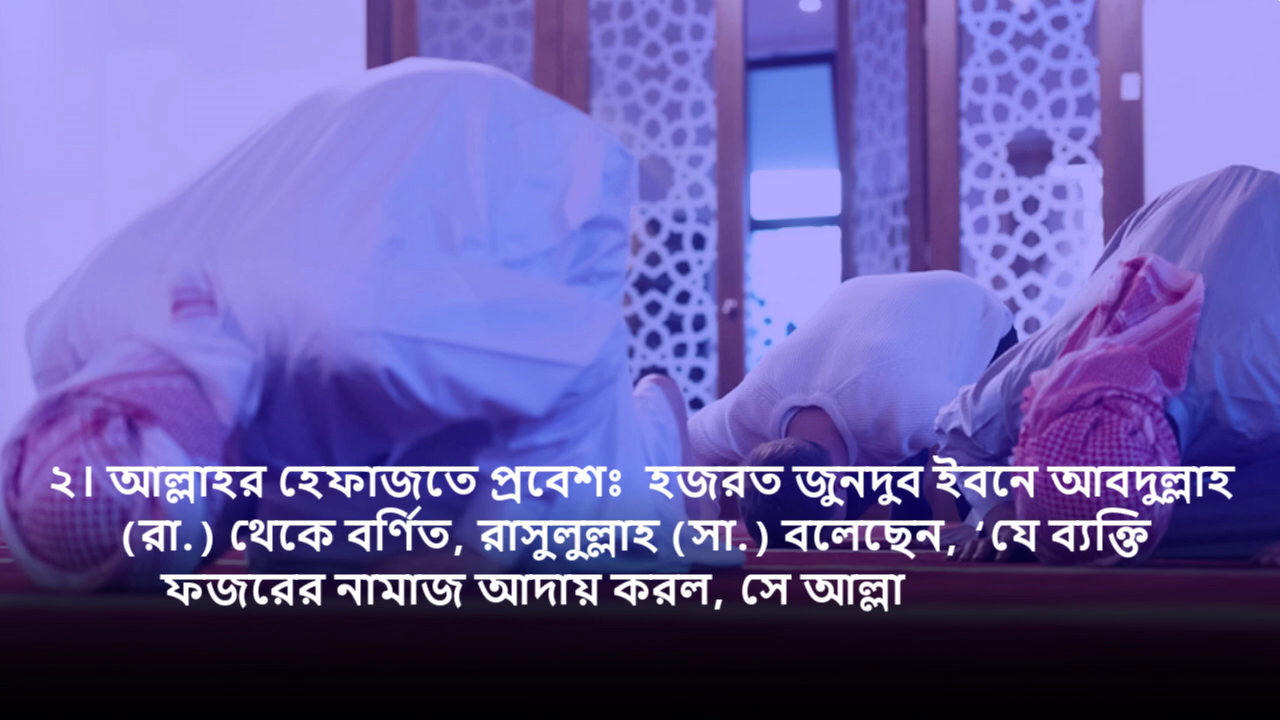 ২। আল্লাহর হেফাজতে প্রবেশঃ  হজরত জুনদুব ইবনে আবদুল্লাহ
(রা.) থেকে বর্ণিত, রাসুলুল্লাহ (সা.) বলেছেন, ‘যে ব্যক্তি
ফজরের নামাজ আদায় করল, সে আল্লা